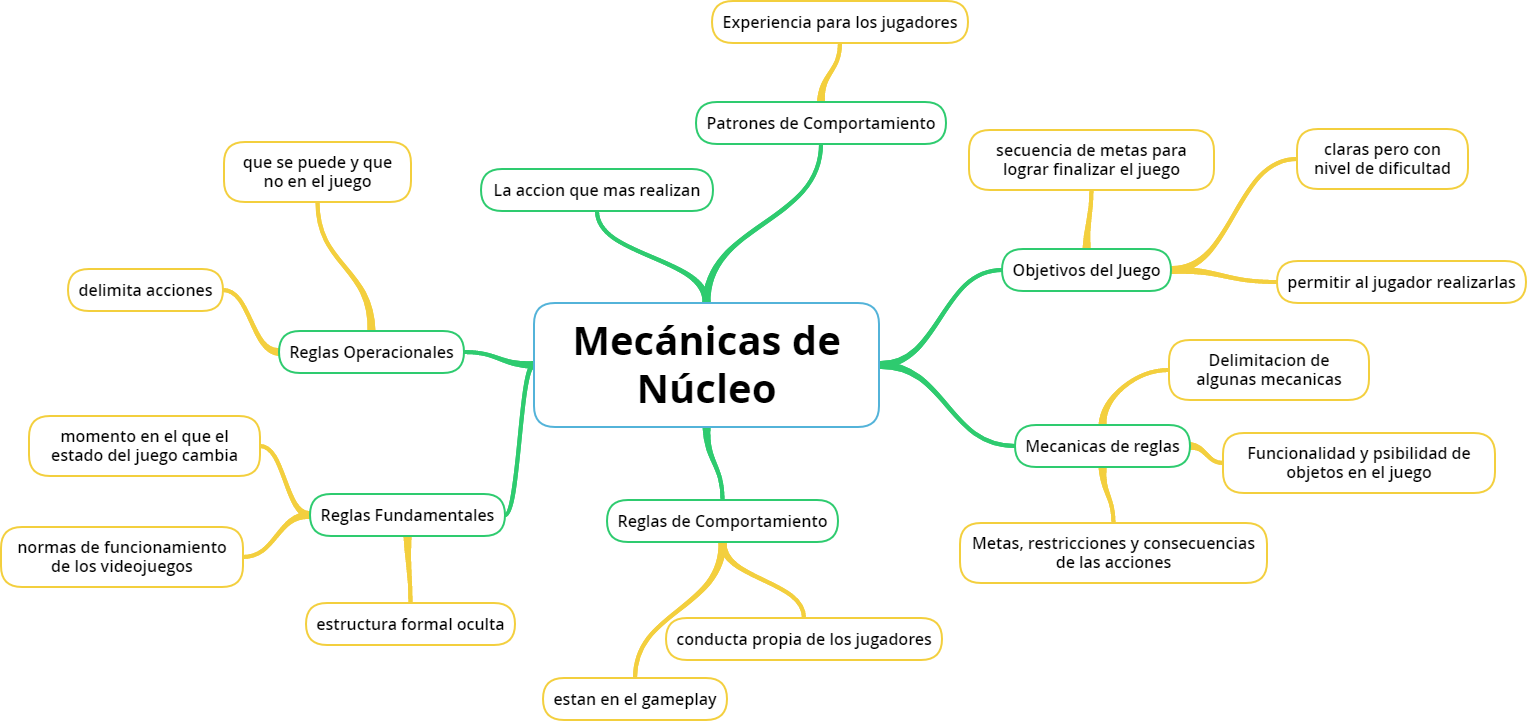 Experiencia para los jugadores
Patrones de Comportamiento
La accion que mas realizan
que se puede y que
no en el juego
delimita acciones
Reglas Operacionales
secuencia de metas para
lograr finalizar el juego
claras pero con
nivel de dificultad
Objetivos del Juego
permitir al jugador realizarlas
Mecánicas de
Núcleo
Delimitacion de
algunas mecanicas
Mecanicas de reglas
Funcionalidad y psibilidad de
objetos en el juego
Metas, restricciones y consecuencias
de las acciones
momento en el que el
estado del juego cambia
Reglas Fundamentales
normas de funcionamiento
de los videojuegos
estructura formal oculta
Reglas de Comportamiento
conducta propia de los jugadores
estan en el gameplay